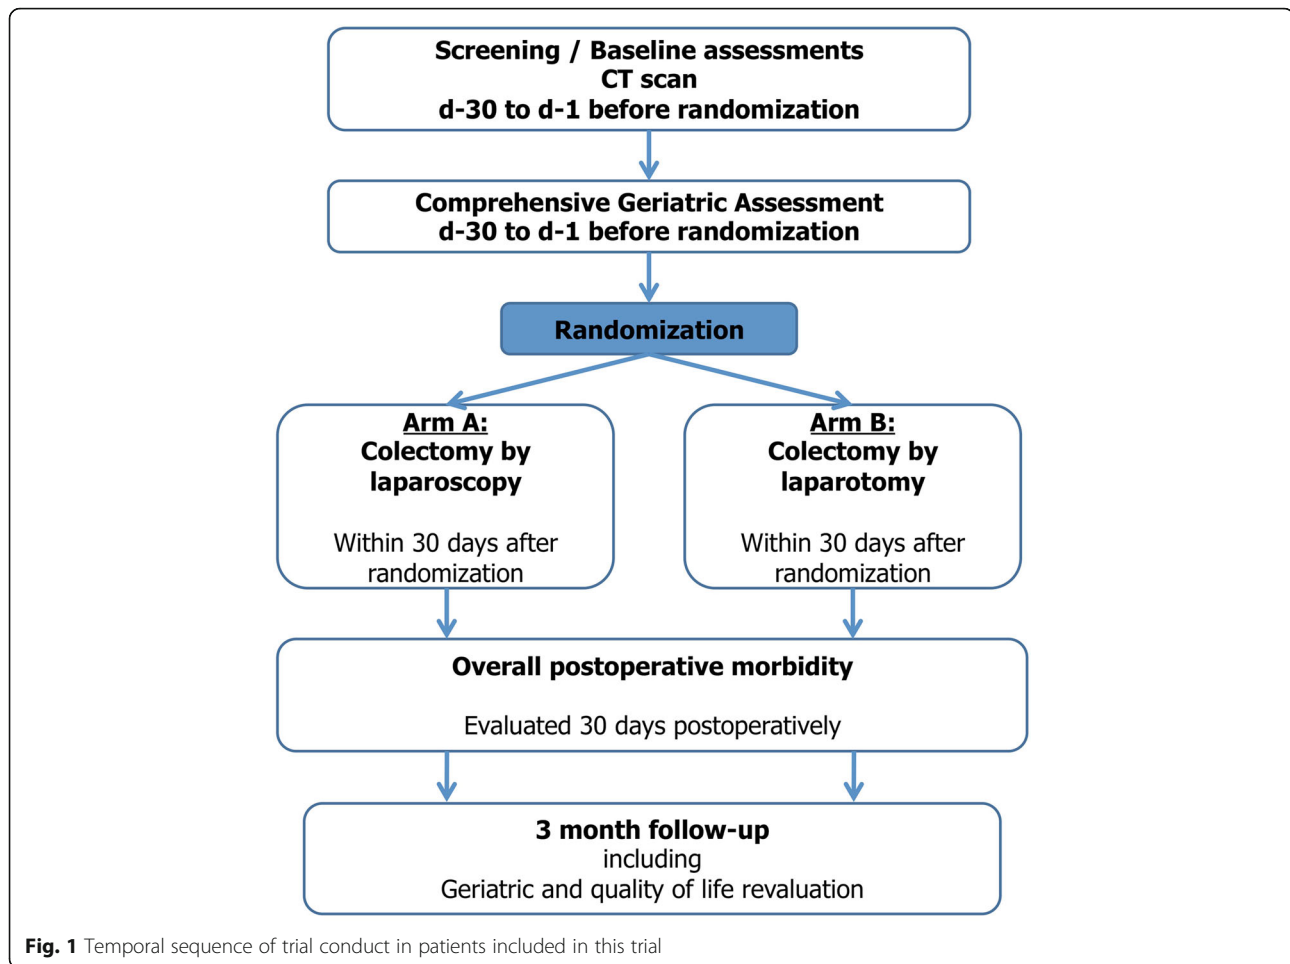 Screening / Baseline assessments
CT scan
d-30 to d-1 before randomization
Comprehensive Geriatric Assessment
d-30 to d-1 before randomization
Randomization
Arm A:
Colectomy by
laparoscopy
Within 30 days after
randomization
Arm B:
Colectomy by
laparotomy
Within 30 days after
randomization
Overall postoperative morbidity
Evaluated 30 days postoperatively
3 month follow-up
including
Geriatric and quality of life revaluation
Fig. 1 Temporal sequence of trial conduct in patients included in this trial